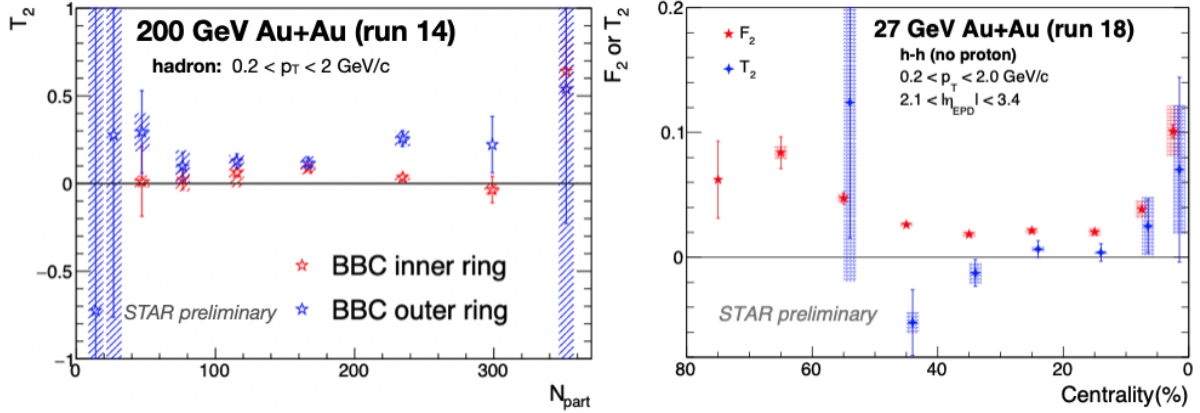 T2
1
0.5
0
−0.5
−1
200 GeV Au+Au (run 14)
hadron: 0.2 < pT < 2 GeV/c
BBC inner ring
BBC outer ring
STAR preliminary
0 100 200 300
Npart
F2 or T2
0.2
0.1
0
F2
T2
27 GeV Au+Au (run 18)
h-h (no proton)
0.2 < pT < 2.0 GeV/c
2.1 < |ηEPD| < 3.4
STAR preliminary
80 60 40 20 0
Centrality(%)